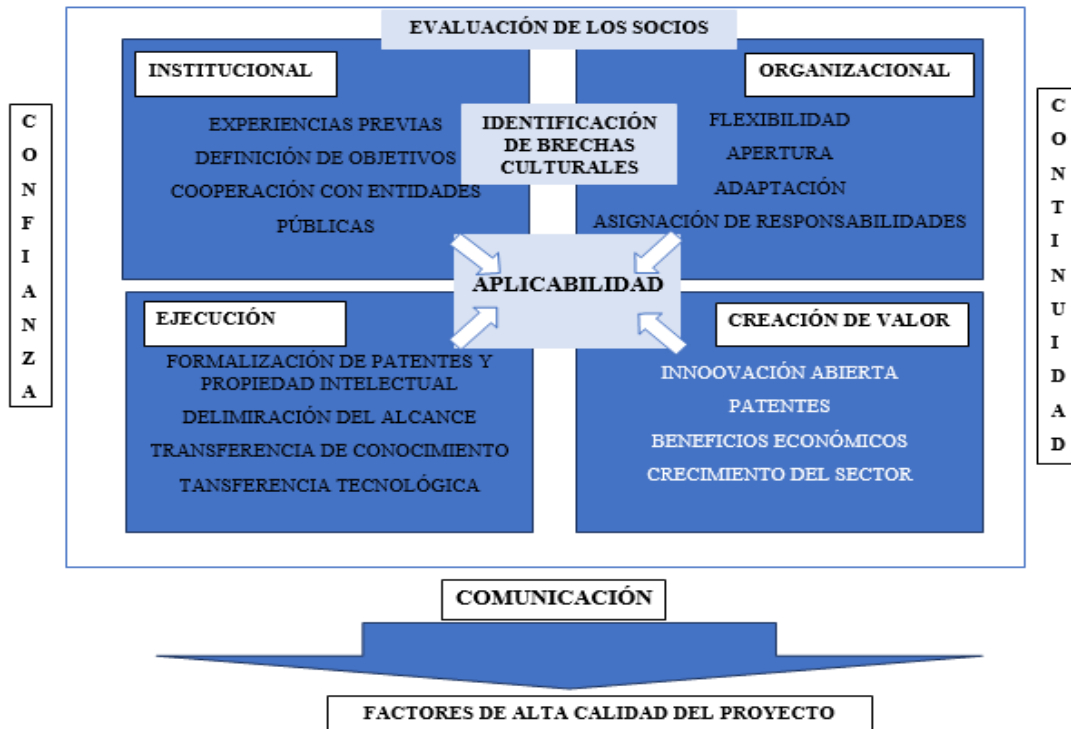 EVALUACIÓN DE LOS SOCIOS
INSTITUCIONAL
EXPERIENCIAS PREVIAS
DEFINICIÓN DE OBJETIVOS
COOPERACIÓN CON ENTIDADES
PÚBLICAS
IDENTIFICACIÓN
DE BRECHAS
CULTURALES
ORGANIZACIONAL
FLEXIBILIDAD
APERTURA
ADAPTACIÓN
ASIGNACIÓN DE RESPONSABILIDADES
CONFIANZA
CONTINUIDAD
APLICABILIDAD
EJECUCIÓN
FORMALIZACIÓN DE PATENTES Y
PROPIEDAD INTELECTUAL
DELIMIRACIÓN DEL ALCANCE
TRANSFERENCIA DE CONOCIMIENTO
TANSFERENCIA TECNOLÓGICA
CREACIÓN DE VALOR
INNOOVACIÓN ABIERTA
PATENTES
BENEFICIOS ECONÓMICOS
CRECIMIENTO DEL SECTOR
COMUNICACIÓN
FACTORES DE ALTA CALIDAD DEL PROYECTO